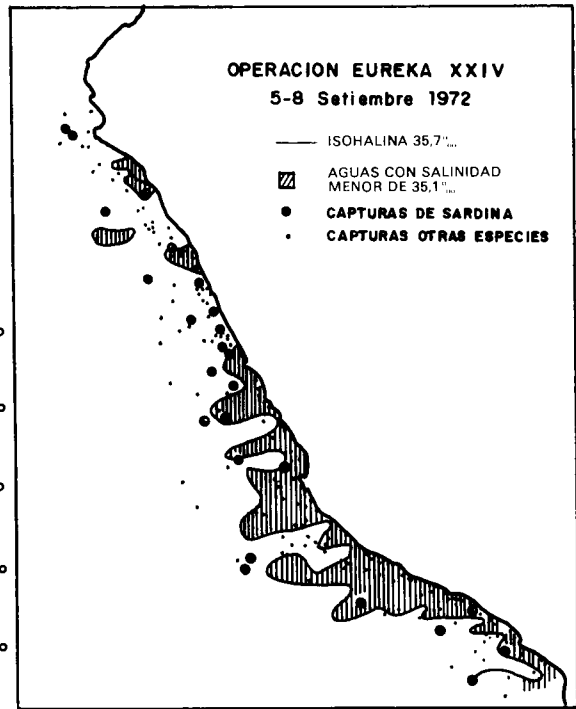 OPERACION EUREKA XXIV
5-8 Setiembre 1972
ISOHALINA 35,7‰
AGUAS CON SALINIDAD
MENOR DE 35,1‰
CAPTURAS DE SARDINA
CAPTURAS OTRAS ESPECIES